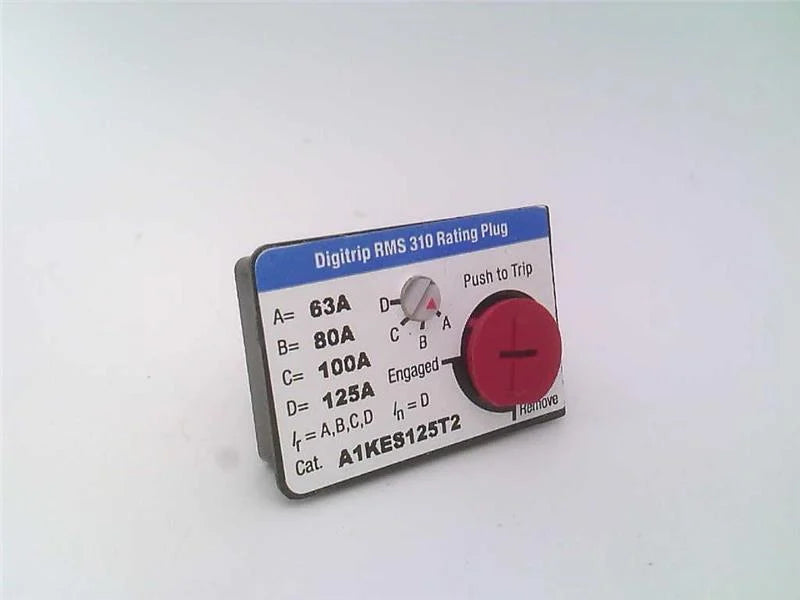 Digitrip RMS 310 Rating Plug
Push to Trip
A= 63A
B= 80A
C= 100A
D= 125A
D
C
B
A
Engaged
Ir = A,B,C,D In = D
Remove
Cat. A1KES125T2